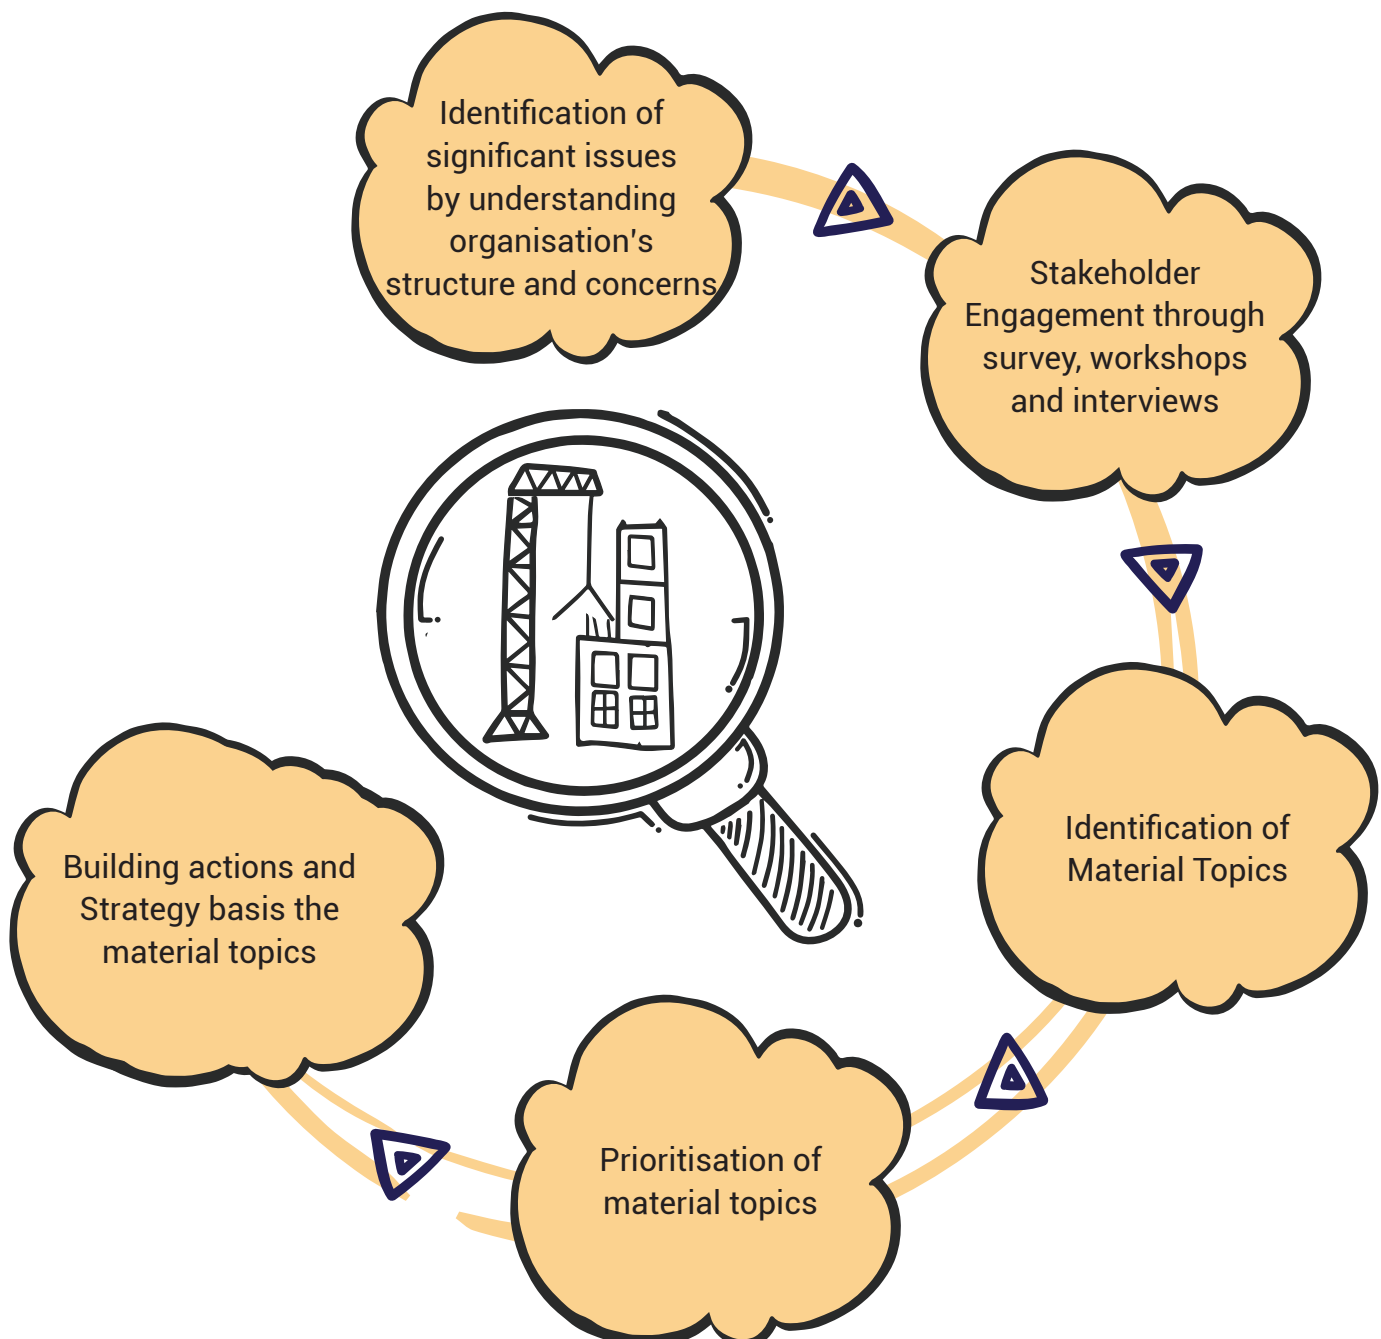 Identification of
significant issues
by understanding
organisation's
structure and concerns
Stakeholder
Engagement through
survey, workshops
and interviews
Identification of
Material Topics
Prioritisation of
material topics
Building actions and
Strategy basis the
material topics